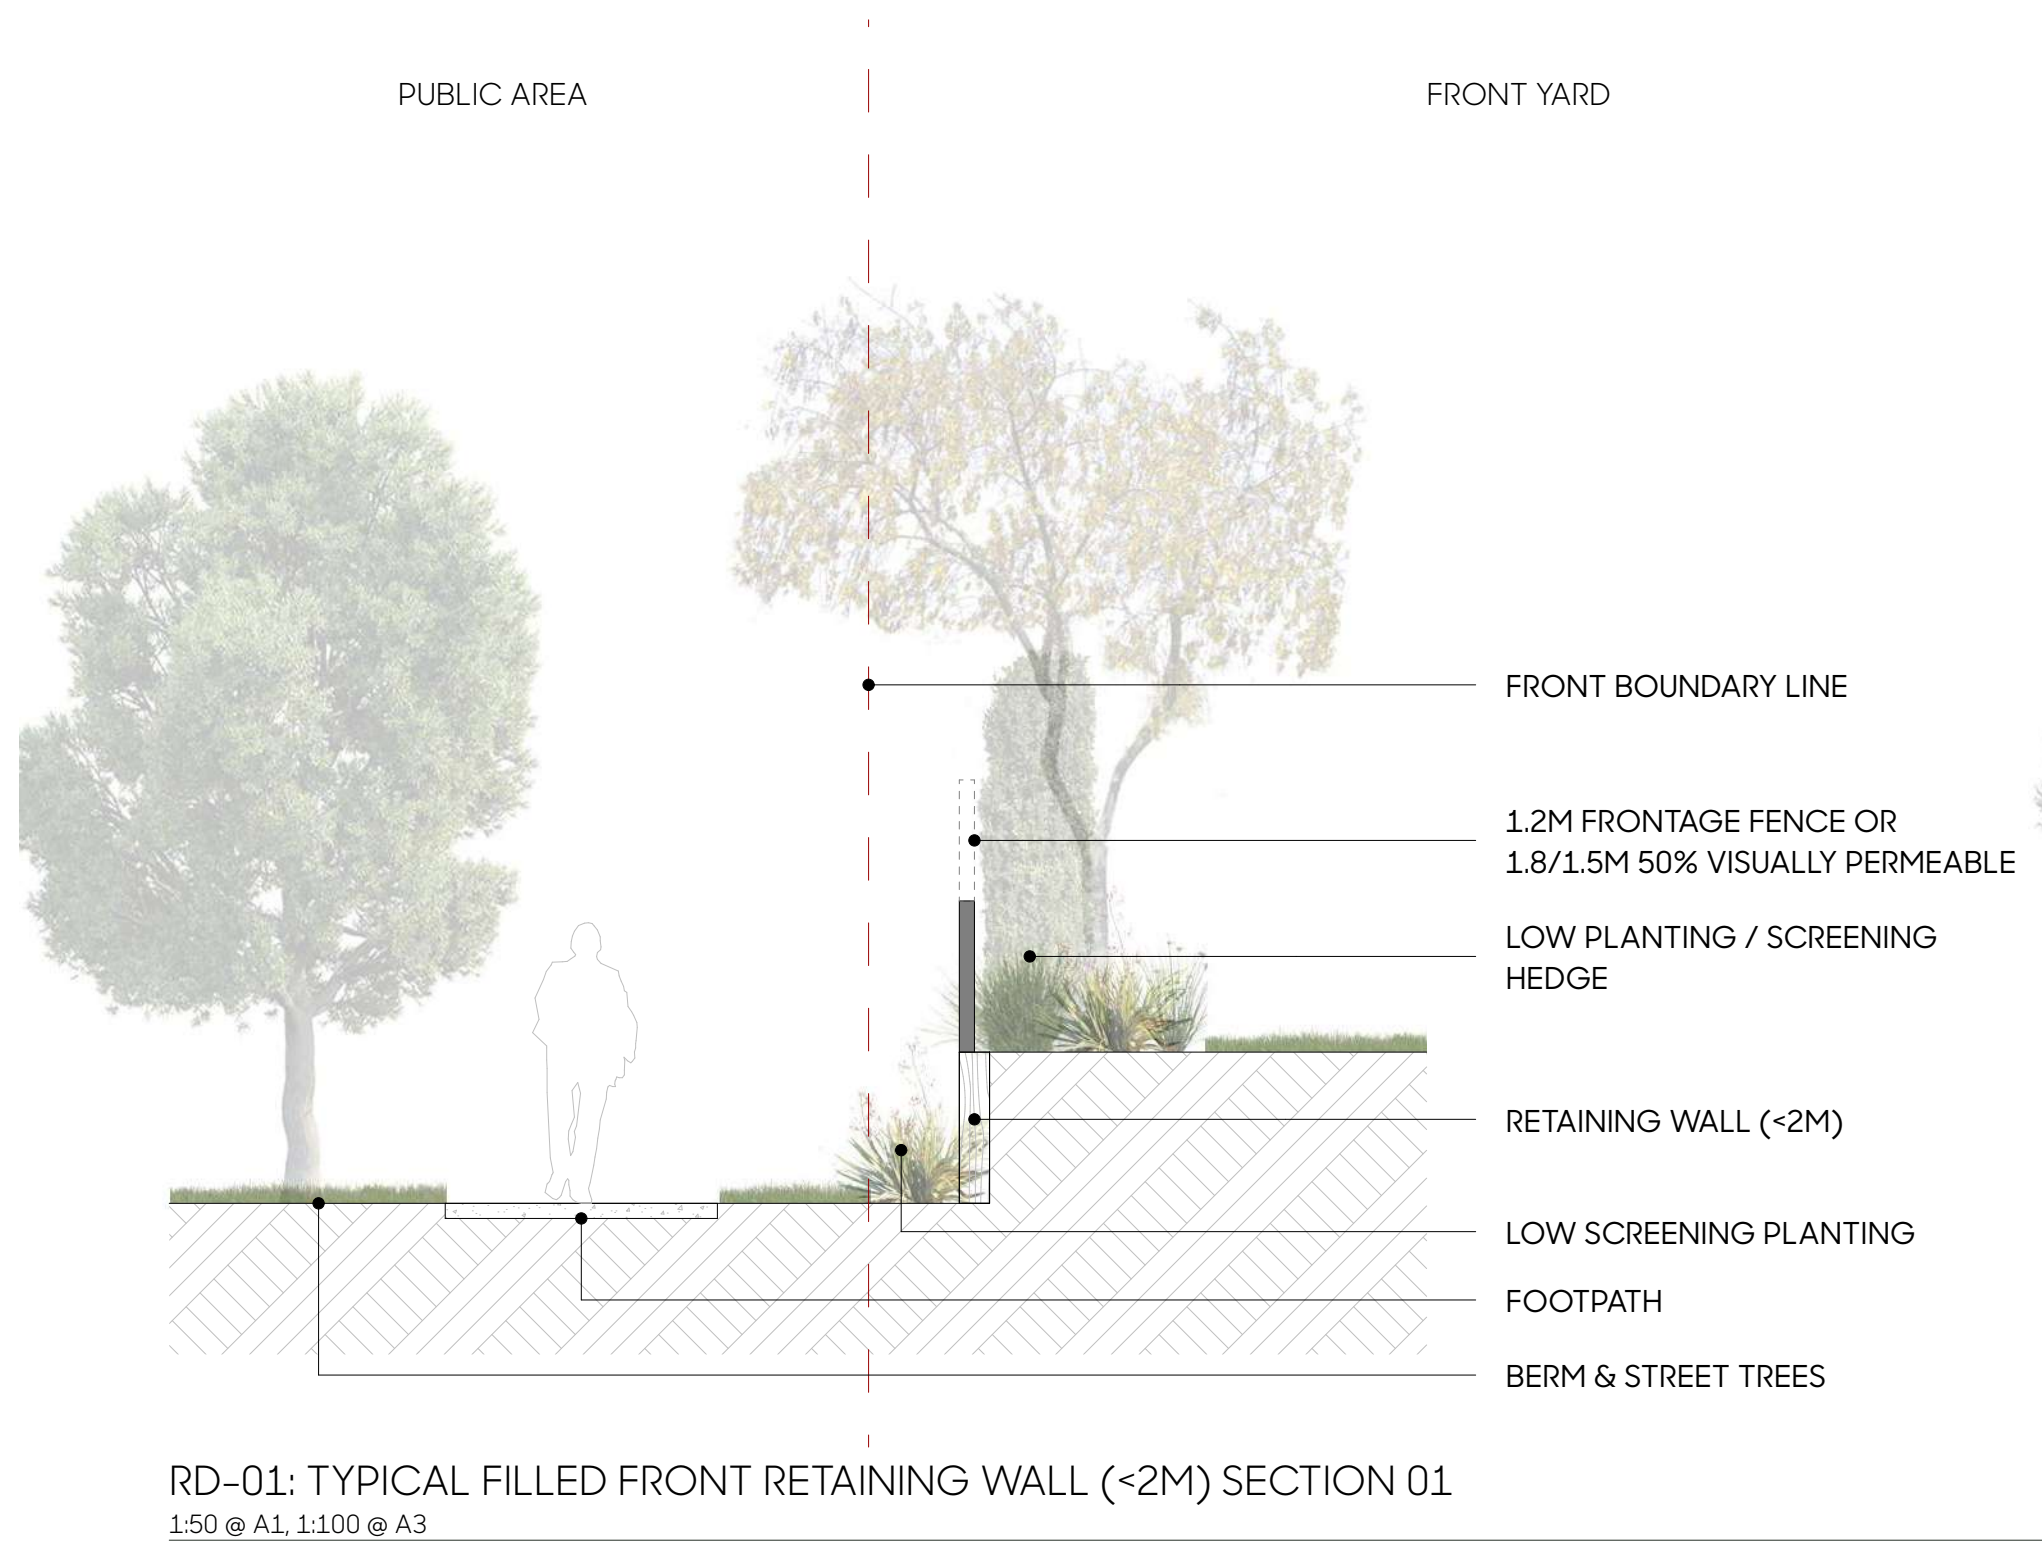 PUBLIC AREA
FRONT YARD
FRONT BOUNDARY LINE
1.2M FRONTAGE FENCE OR
1.8/1.5M 50% VISUALLY PERMEABLE
LOW PLANTING / SCREENING
HEDGE
RETAINING WALL (<2M)
LOW SCREENING PLANTING
FOOTPATH
BERM & STREET TREES
RD-01: TYPICAL FILLED FRONT RETAINING WALL (<2M) SECTION 01
1:50 @ A1, 1:100 @ A3